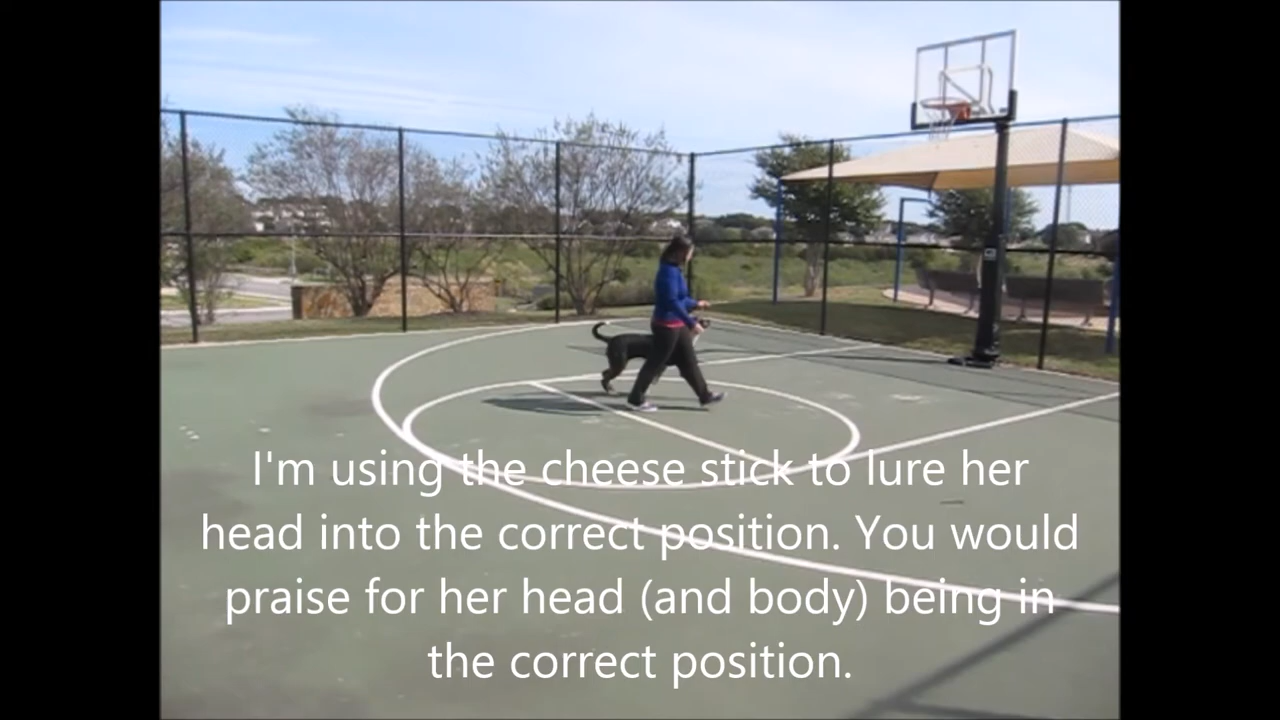 I'm using the cheese stick to lure her
head into the correct position. You would
praise for her head (and body) being in
the correct position.